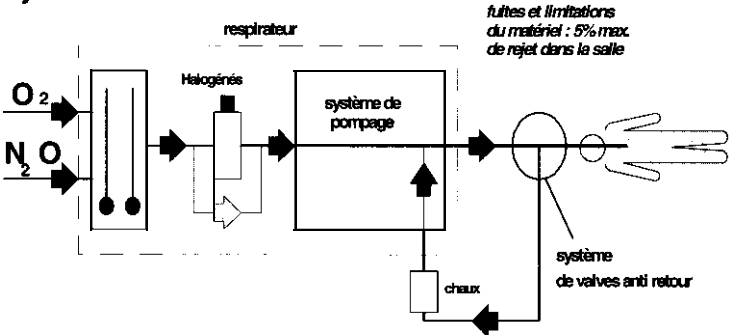 fuites et limitations
du matériel : 5% max.
de rejet dans la salle
respirateur
Halogénés
O2
N2O
système de
pompage
système
de valves anti retour
chaux